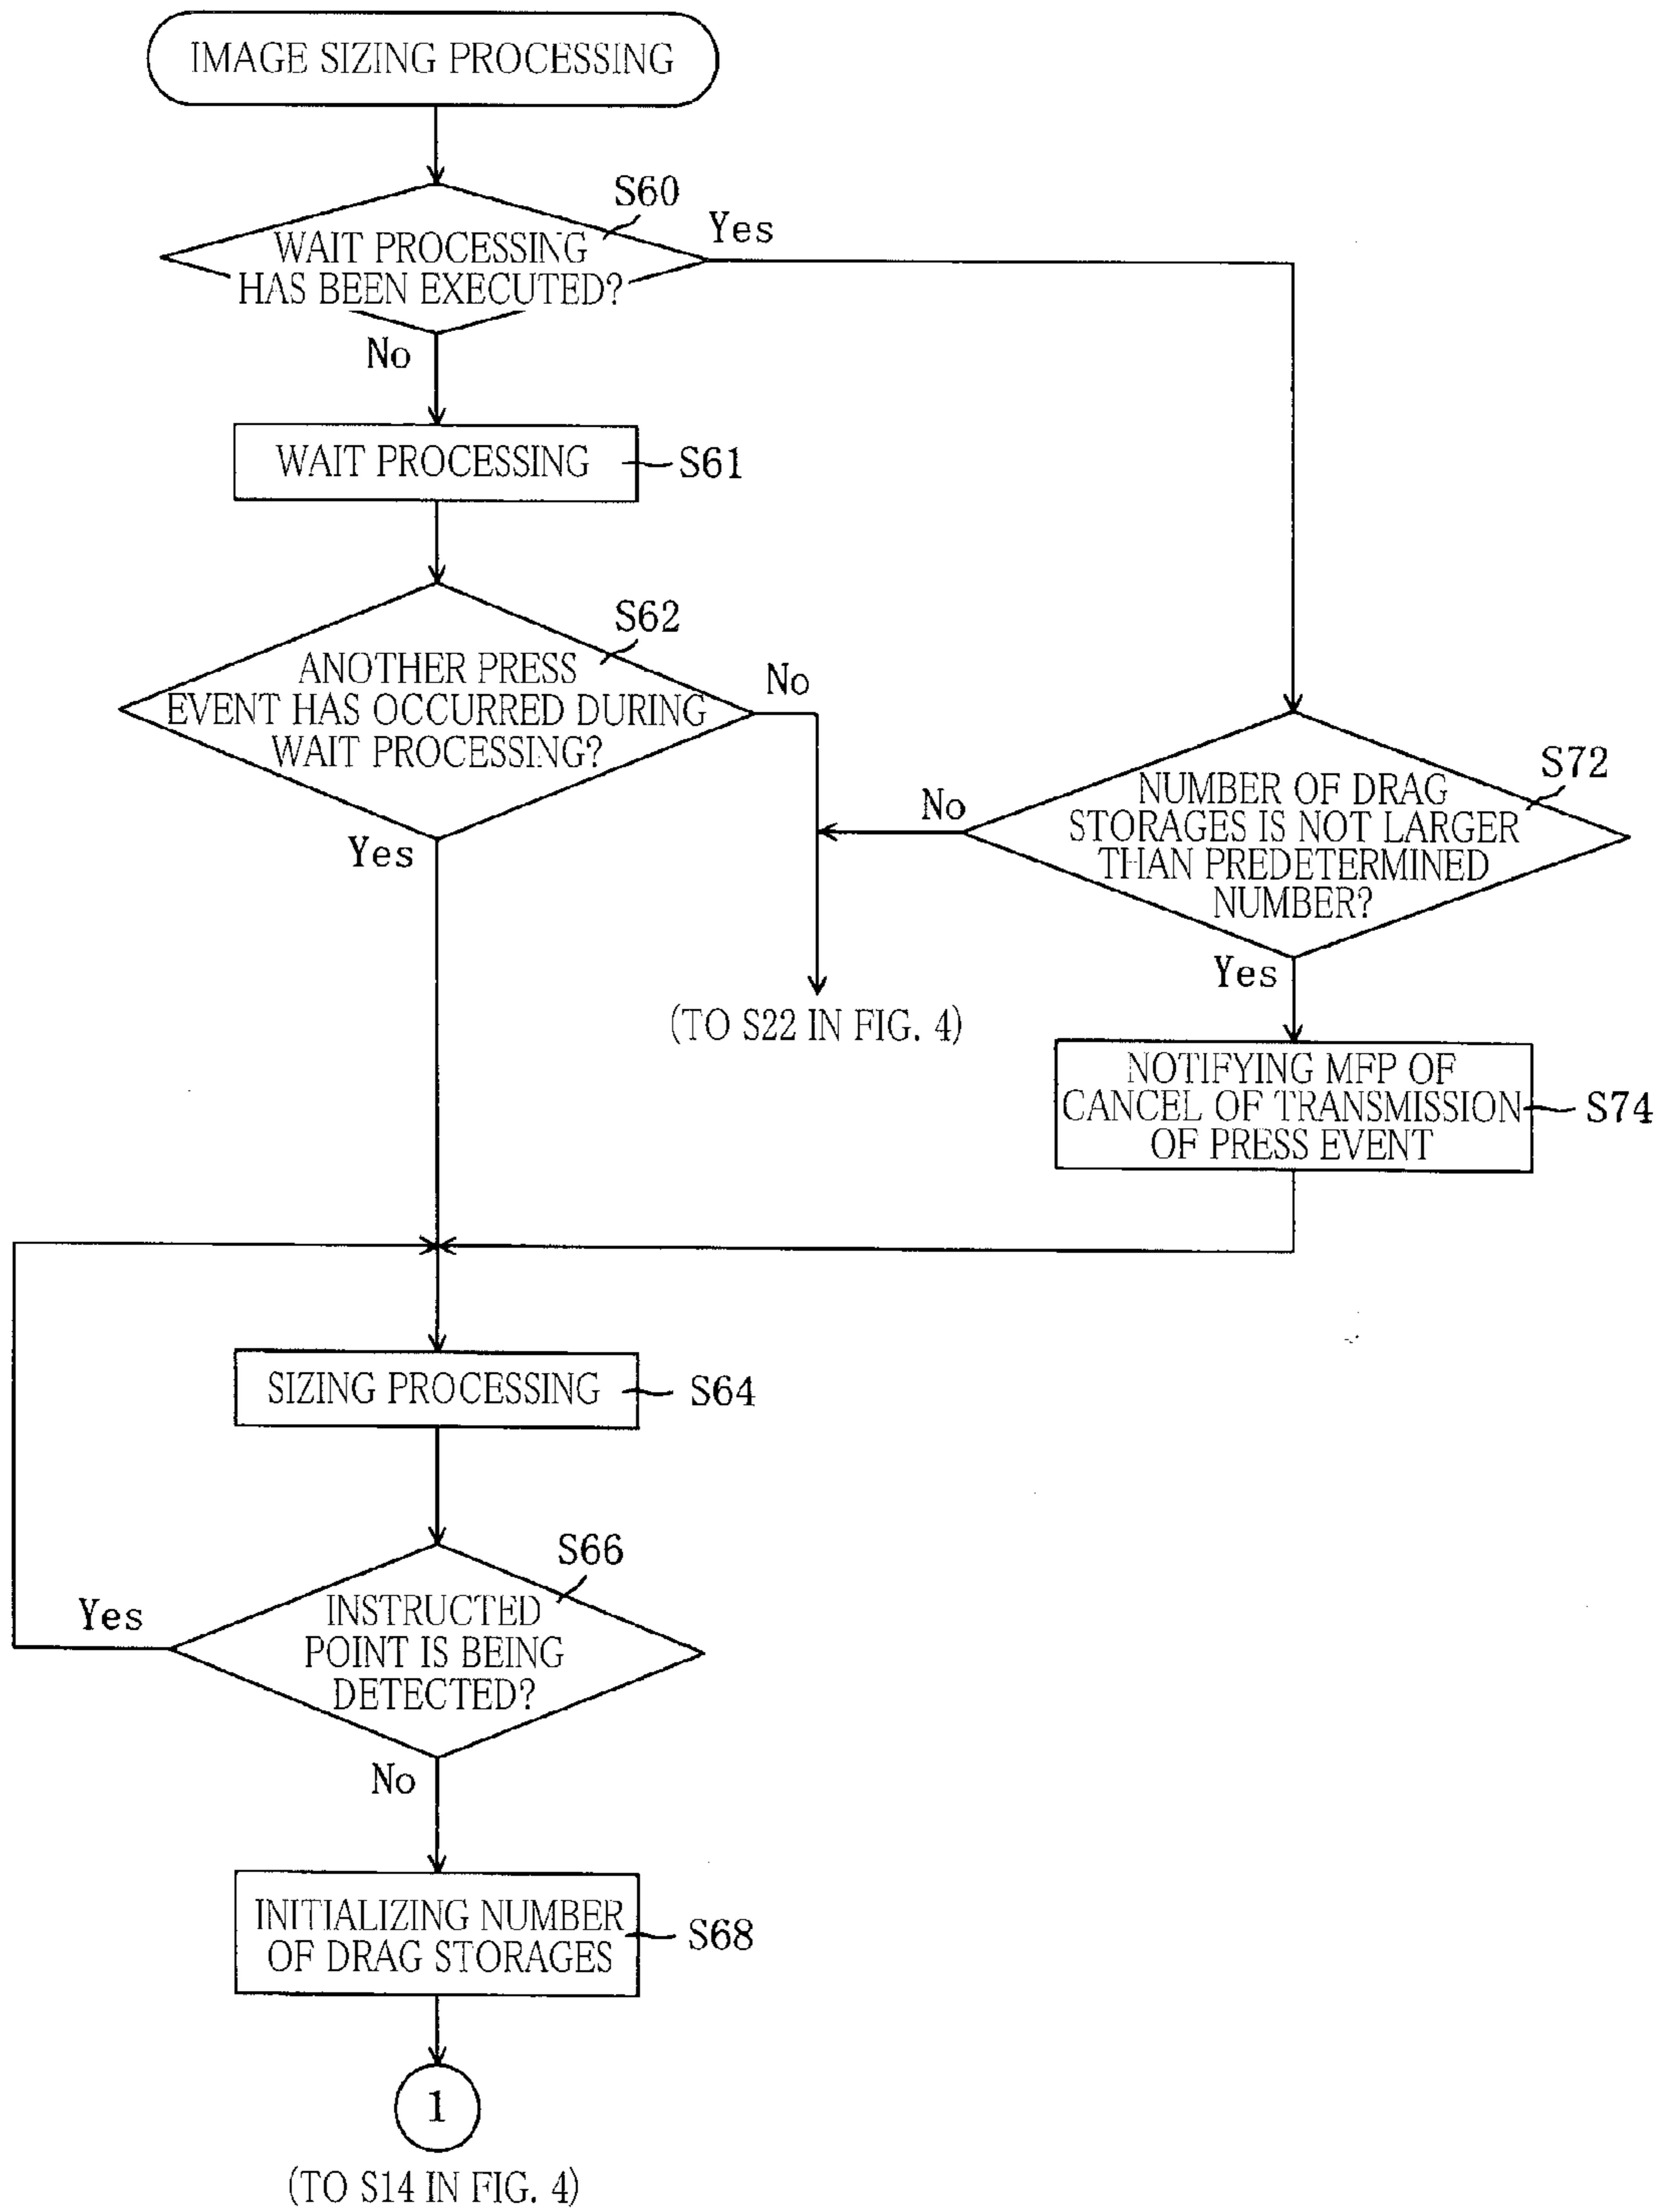 IMAGE SIZING PROCESSING
S60
Yes
WAIT PROCESSING
HAS BEEN EXECUTED?
No
WAIT PROCESSING
S61
S62
ANOTHER PRESS
EVENT HAS OCCURRED DURING
WAIT PROCESSING?
No
Yes
S72
NUMBER OF DRAG
STORAGES IS NOT LARGER
THAN PREDETERMINED
NUMBER?
No
Yes
(TO S22 IN FIG. 4)
NOTIFYING MFP OF
CANCEL OF TRANSMISSION
OF PRESS EVENT
S74
SIZING PROCESSING
S64
S66
INSTRUCTED
POINT IS BEING
DETECTED?
Yes
No
INITIALIZING NUMBER
OF DRAG STORAGES
S68
1
(TO S14 IN FIG. 4)